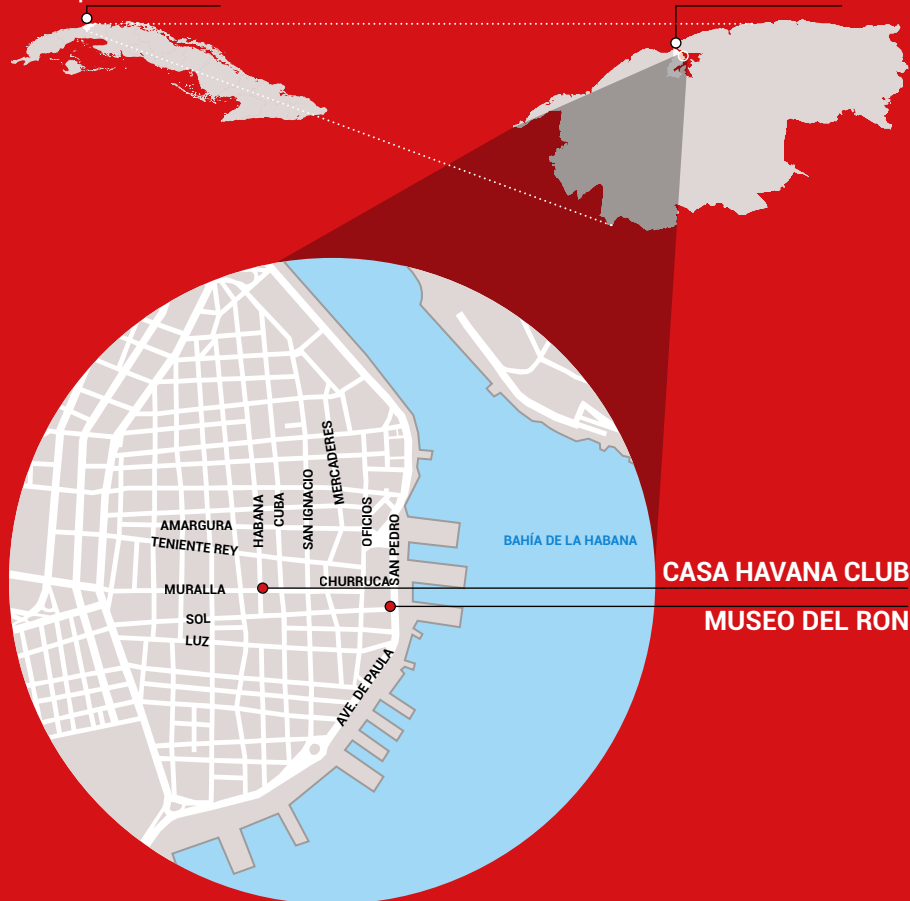 MERCADERES
HABANA
CUBA
SAN IGNACIO
OFICIOS
SAN PEDRO
AMARGURA
TENIENTE REY
BAHÍA DE LA HABANA
CHURRUCA
MURALLA
CASA HAVANA CLUB
SOL
MUSEO DEL RON
LUZ
AVE. DE PAULA